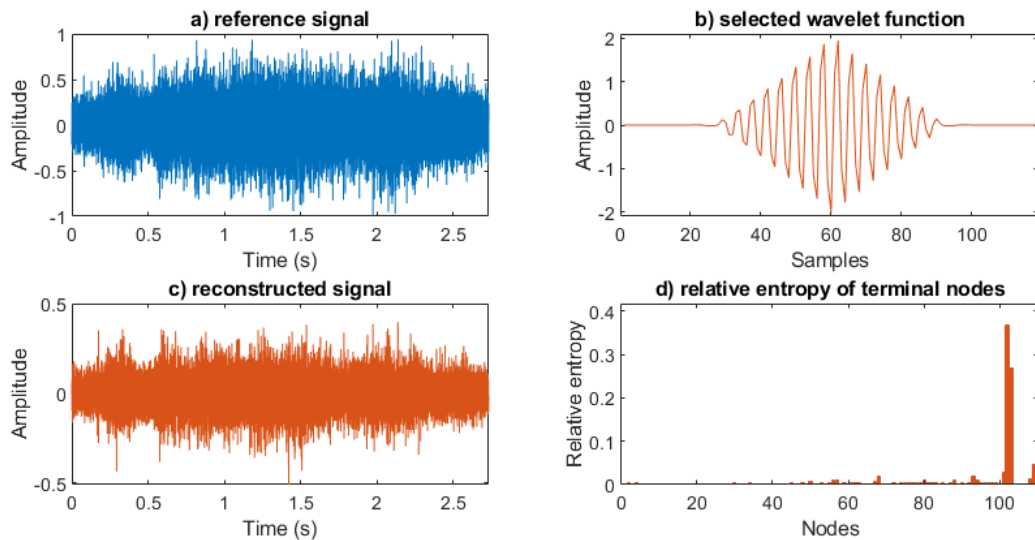 a) reference signal
1
0.5
0
-0.5
-1
Amplitude
0 0.5 1 1.5 2 2.5
Time (s)
b) selected wavelet function
2
1
0
-1
-2
Amplitude
0 20 40 60 80 100
Samples
c) reconstructed signal
0.5
0
-0.5
Amplitude
0 0.5 1 1.5 2 2.5
Time (s)
d) relative entropy of terminal nodes
0.4
0.3
0.2
0.1
0
Relative entropy
0 20 40 60 80 100
Nodes